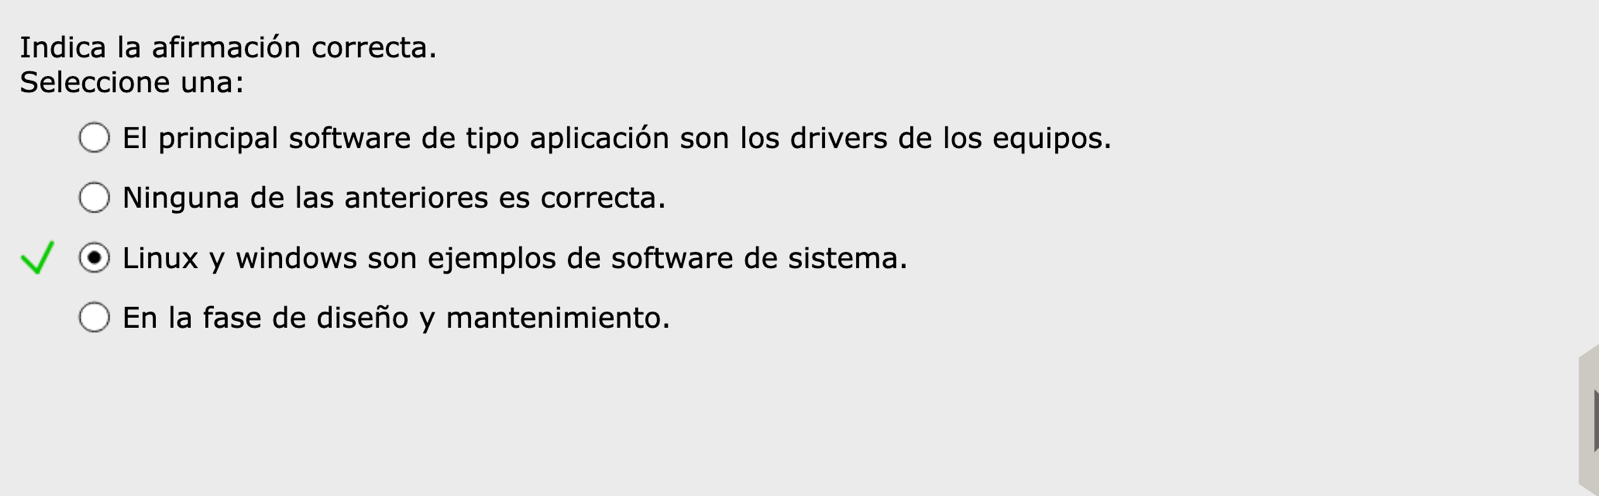 Indica la afirmación correcta.
Seleccione una:
El principal software de tipo aplicación son los drivers de los equipos.
Ninguna de las anteriores es correcta.
Linux y windows son ejemplos de software de sistema.
En la fase de diseño y mantenimiento.